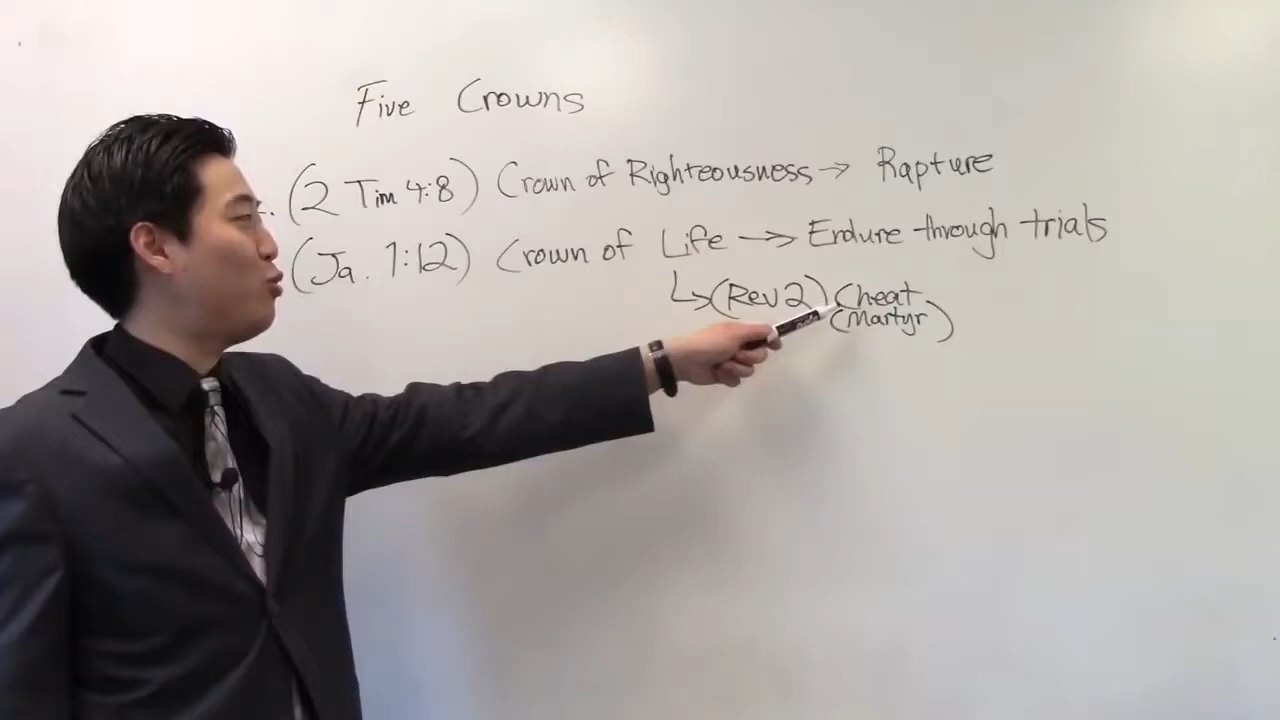 Five Crowns
. (2 Tim 4:8) Crown of Righteousness → Rapture
(Ja. 1:12) Crown of Life → Endure through trials
↳ (Rev 2) Cheat
(Martyr)